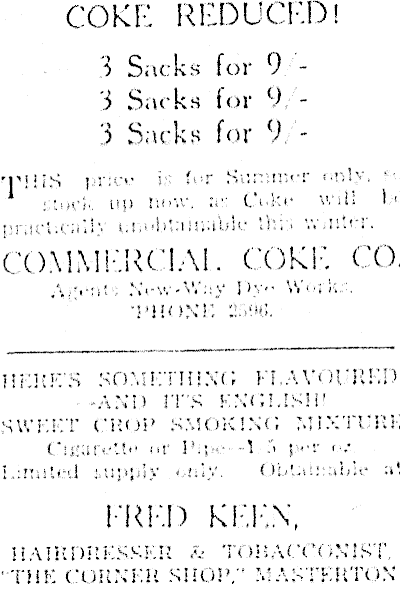 COKE REDUCED!
3 Sacks for 9/-
3 Sacks for 9/-
3 Sacks for 9/-
THIS price is for Summer only, so
stock up now, as Coke will be
practically unobtainable this winter.
COMMERCIAL COKE CO.
Agents New-Way Dye Works.
'PHONE 2596.
HERE'S SOMETHING FLAVOURED
--AND IT'S ENGLISH!
SWEET CROP SMOKING MIXTURE
Cigarette or Pipe--1/5 per oz.
Limited supply only. Obtainable at
FRED KEEN,
HAIRDRESSER & TOBACCONIST,
"THE CORNER SHOP," MASTERTON